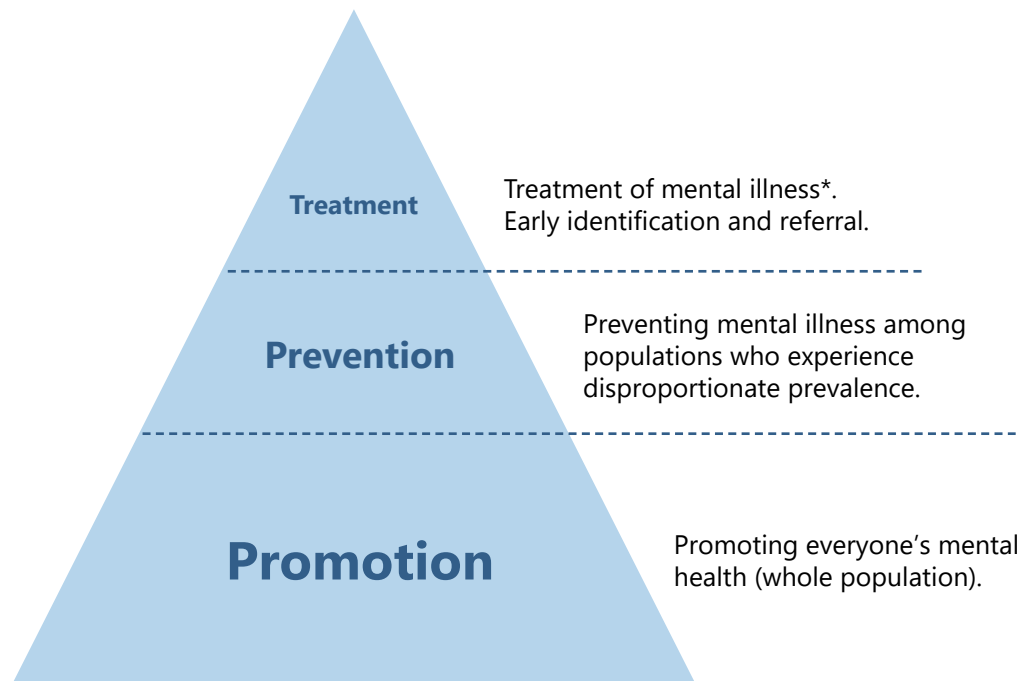 Treatment
Treatment of mental illness*.
Early identification and referral.
Prevention
Preventing mental illness among
populations who experience
disproportionate prevalence.
Promotion
Promoting everyone’s mental
health (whole population).